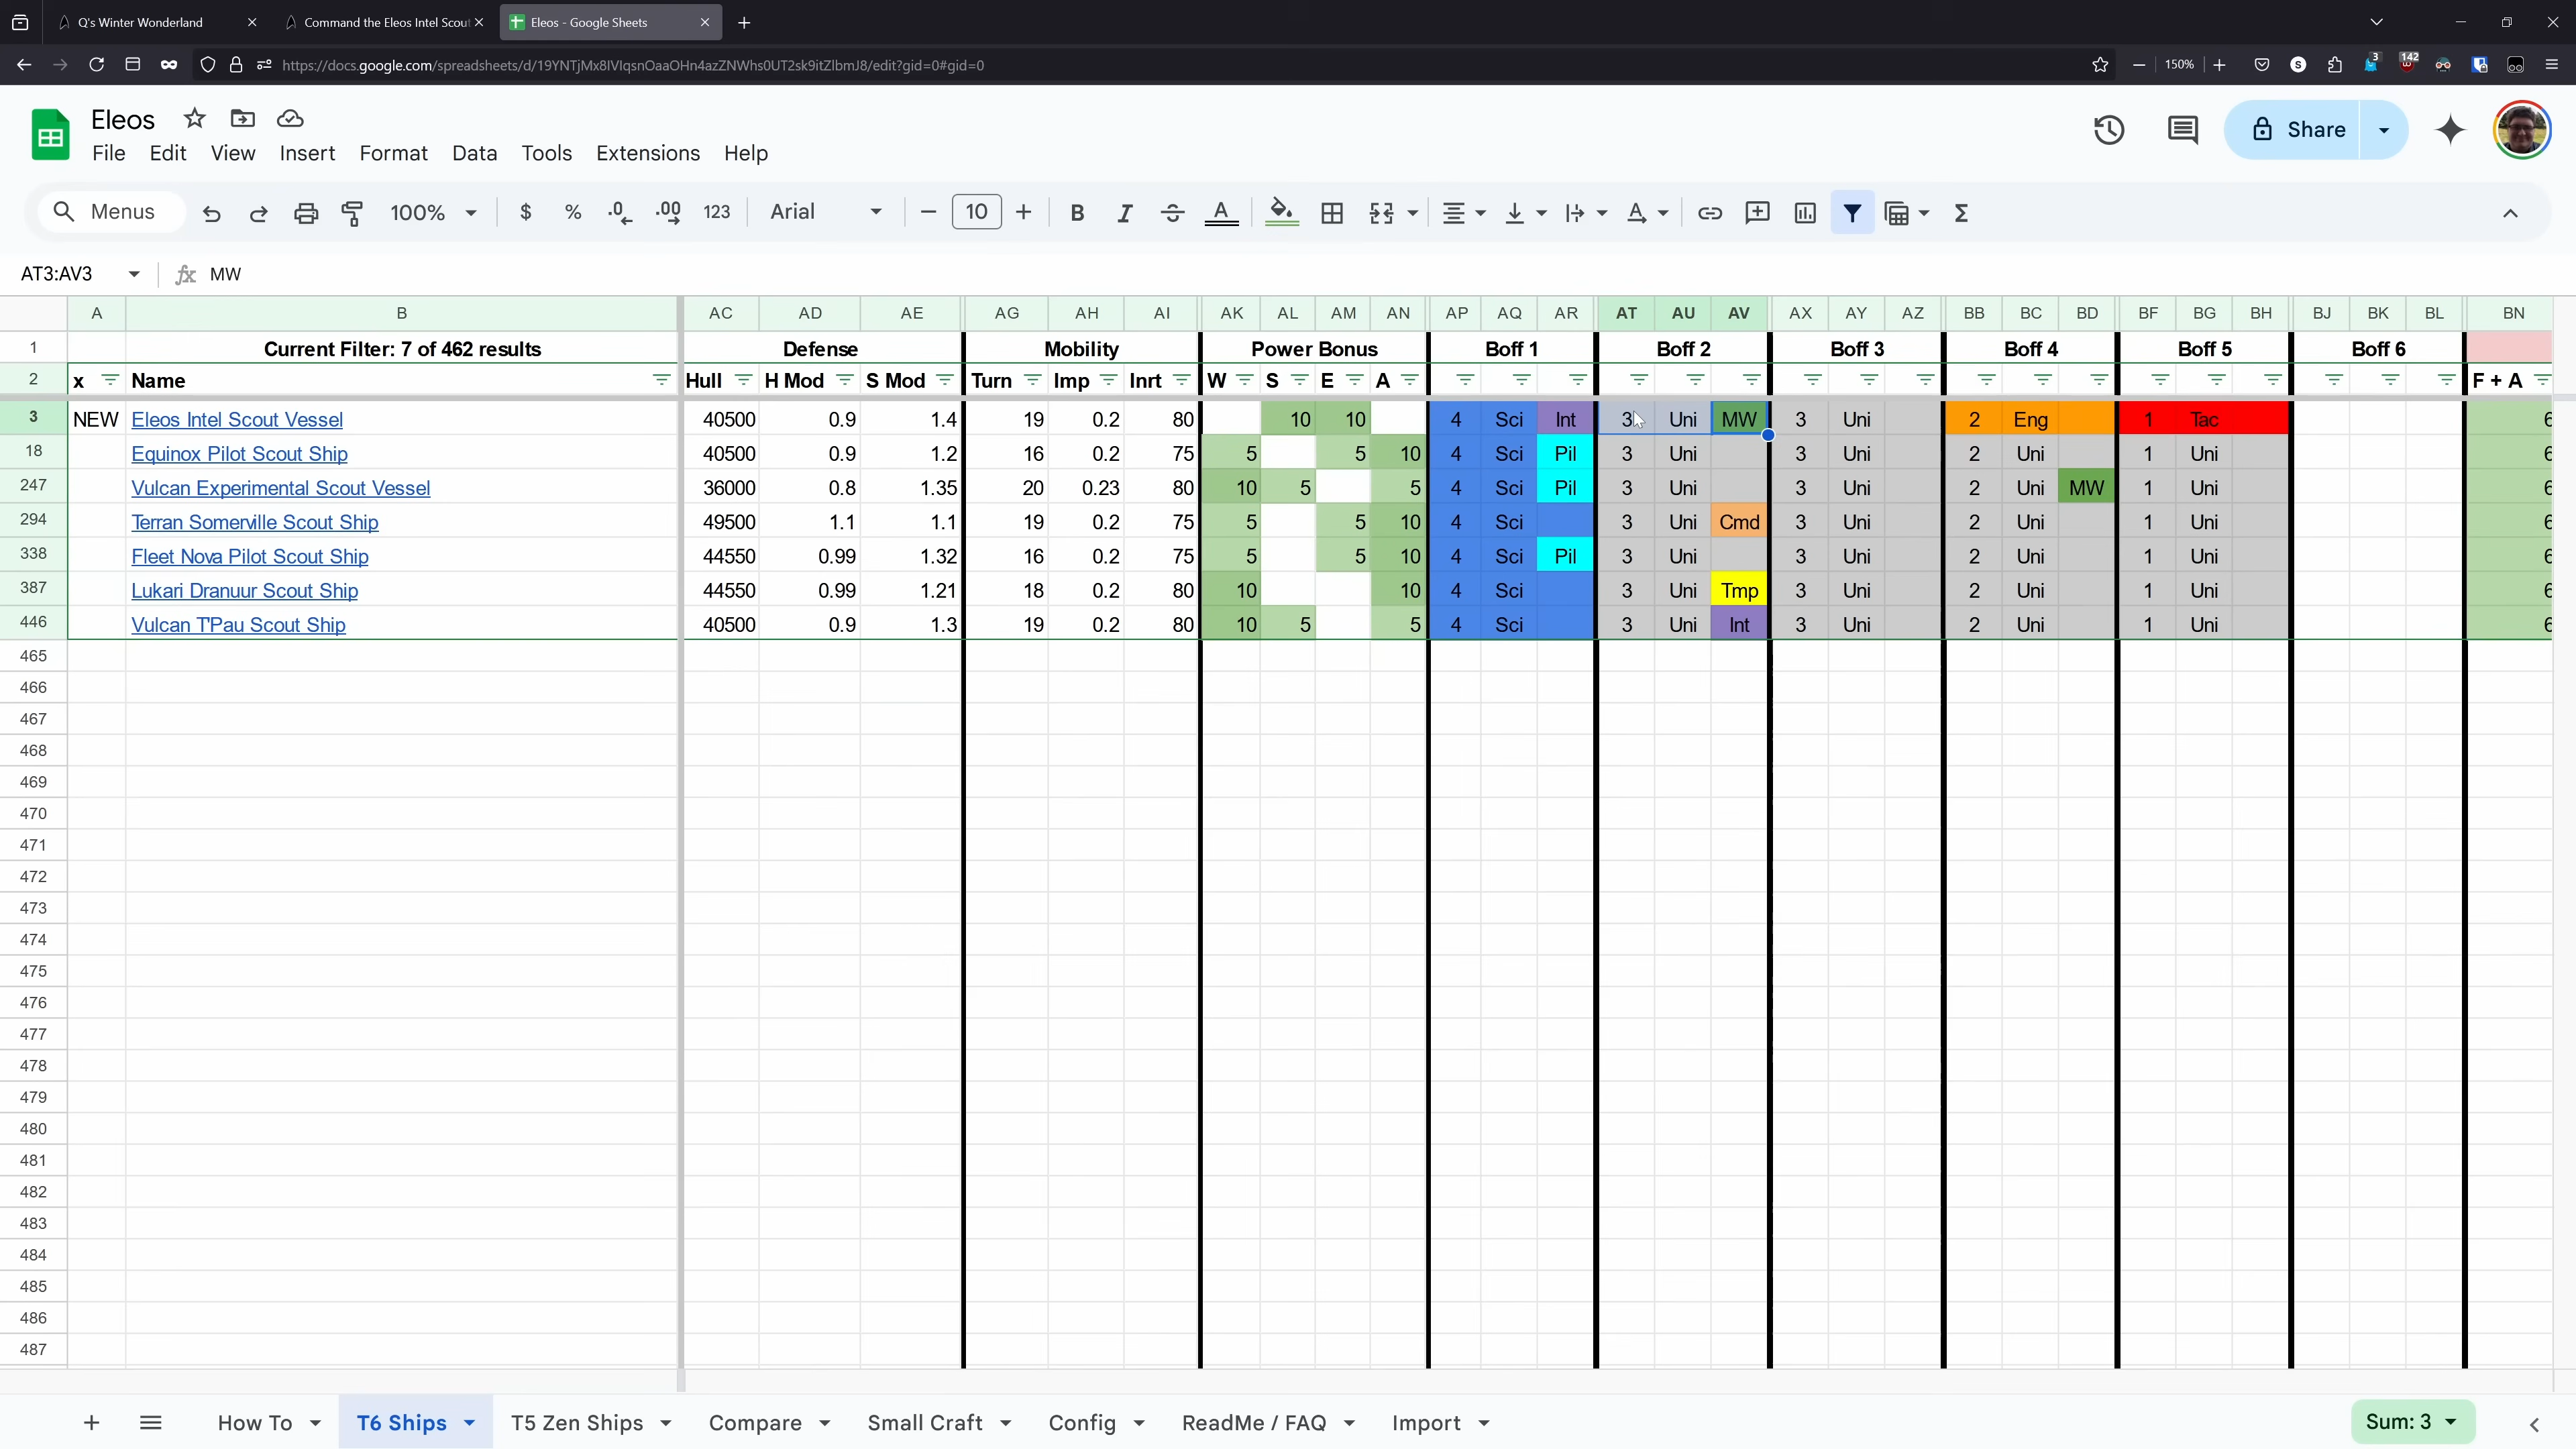 Q's Winter Wonderland
Command the Eleos Intel Scout
Eleos - Google Sheets
https://docs.google.com/spreadsheets/d/19YNTjMx8IVIqsnOaaOHn4azZNWhs0UT2sk9itZlbmJ8/edit?gid=0#gid=0
150%
3
142
Eleos
File Edit View Insert Format Data Tools Extensions Help
Share
Menus 100% $ % .0 .00 123 Arial 10 B I S A
AT3:AV3 fx MW
A B AC AD AE AG AH AI AK AL AM AN AP AQ AR AT AU AV AX AY AZ BB BC BD BF BG BH BJ BK BL BN
1 Current Filter: 7 of 462 results Defense Mobility Power Bonus Boff 1 Boff 2 Boff 3 Boff 4 Boff 5 Boff 6
2 x Name Hull H Mod S Mod Turn Imp Inrt W S E A F + A
3 NEW Eleos Intel Scout Vessel 40500 0.9 1.4 19 0.2 80 10 10 4 Sci Int 3 Uni MW 3 Uni 2 Eng 1 Tac 6
18 Equinox Pilot Scout Ship 40500 0.9 1.2 16 0.2 75 5 5 10 4 Sci Pil 3 Uni 3 Uni 2 Uni 1 Uni 6
247 Vulcan Experimental Scout Vessel 36000 0.8 1.35 20 0.23 80 10 5 5 4 Sci Pil 3 Uni 3 Uni 2 Uni MW 1 Uni 6
294 Terran Somerville Scout Ship 49500 1.1 1.1 19 0.2 75 5 5 10 4 Sci 3 Uni Cmd 3 Uni 2 Uni 1 Uni 6
338 Fleet Nova Pilot Scout Ship 44550 0.99 1.32 16 0.2 75 5 5 10 4 Sci Pil 3 Uni 3 Uni 2 Uni 1 Uni 6
387 Lukari Dranuur Scout Ship 44550 0.99 1.21 18 0.2 80 10 10 4 Sci 3 Uni Tmp 3 Uni 2 Uni 1 Uni 6
446 Vulcan T'Pau Scout Ship 40500 0.9 1.3 19 0.2 80 10 5 5 4 Sci 3 Uni Int 3 Uni 2 Uni 1 Uni 6
465
466
467
468
469
470
471
472
473
474
475
476
477
478
479
480
481
482
483
484
485
486
487
How To T6 Ships T5 Zen Ships Compare Small Craft Config ReadMe / FAQ Import Sum: 3